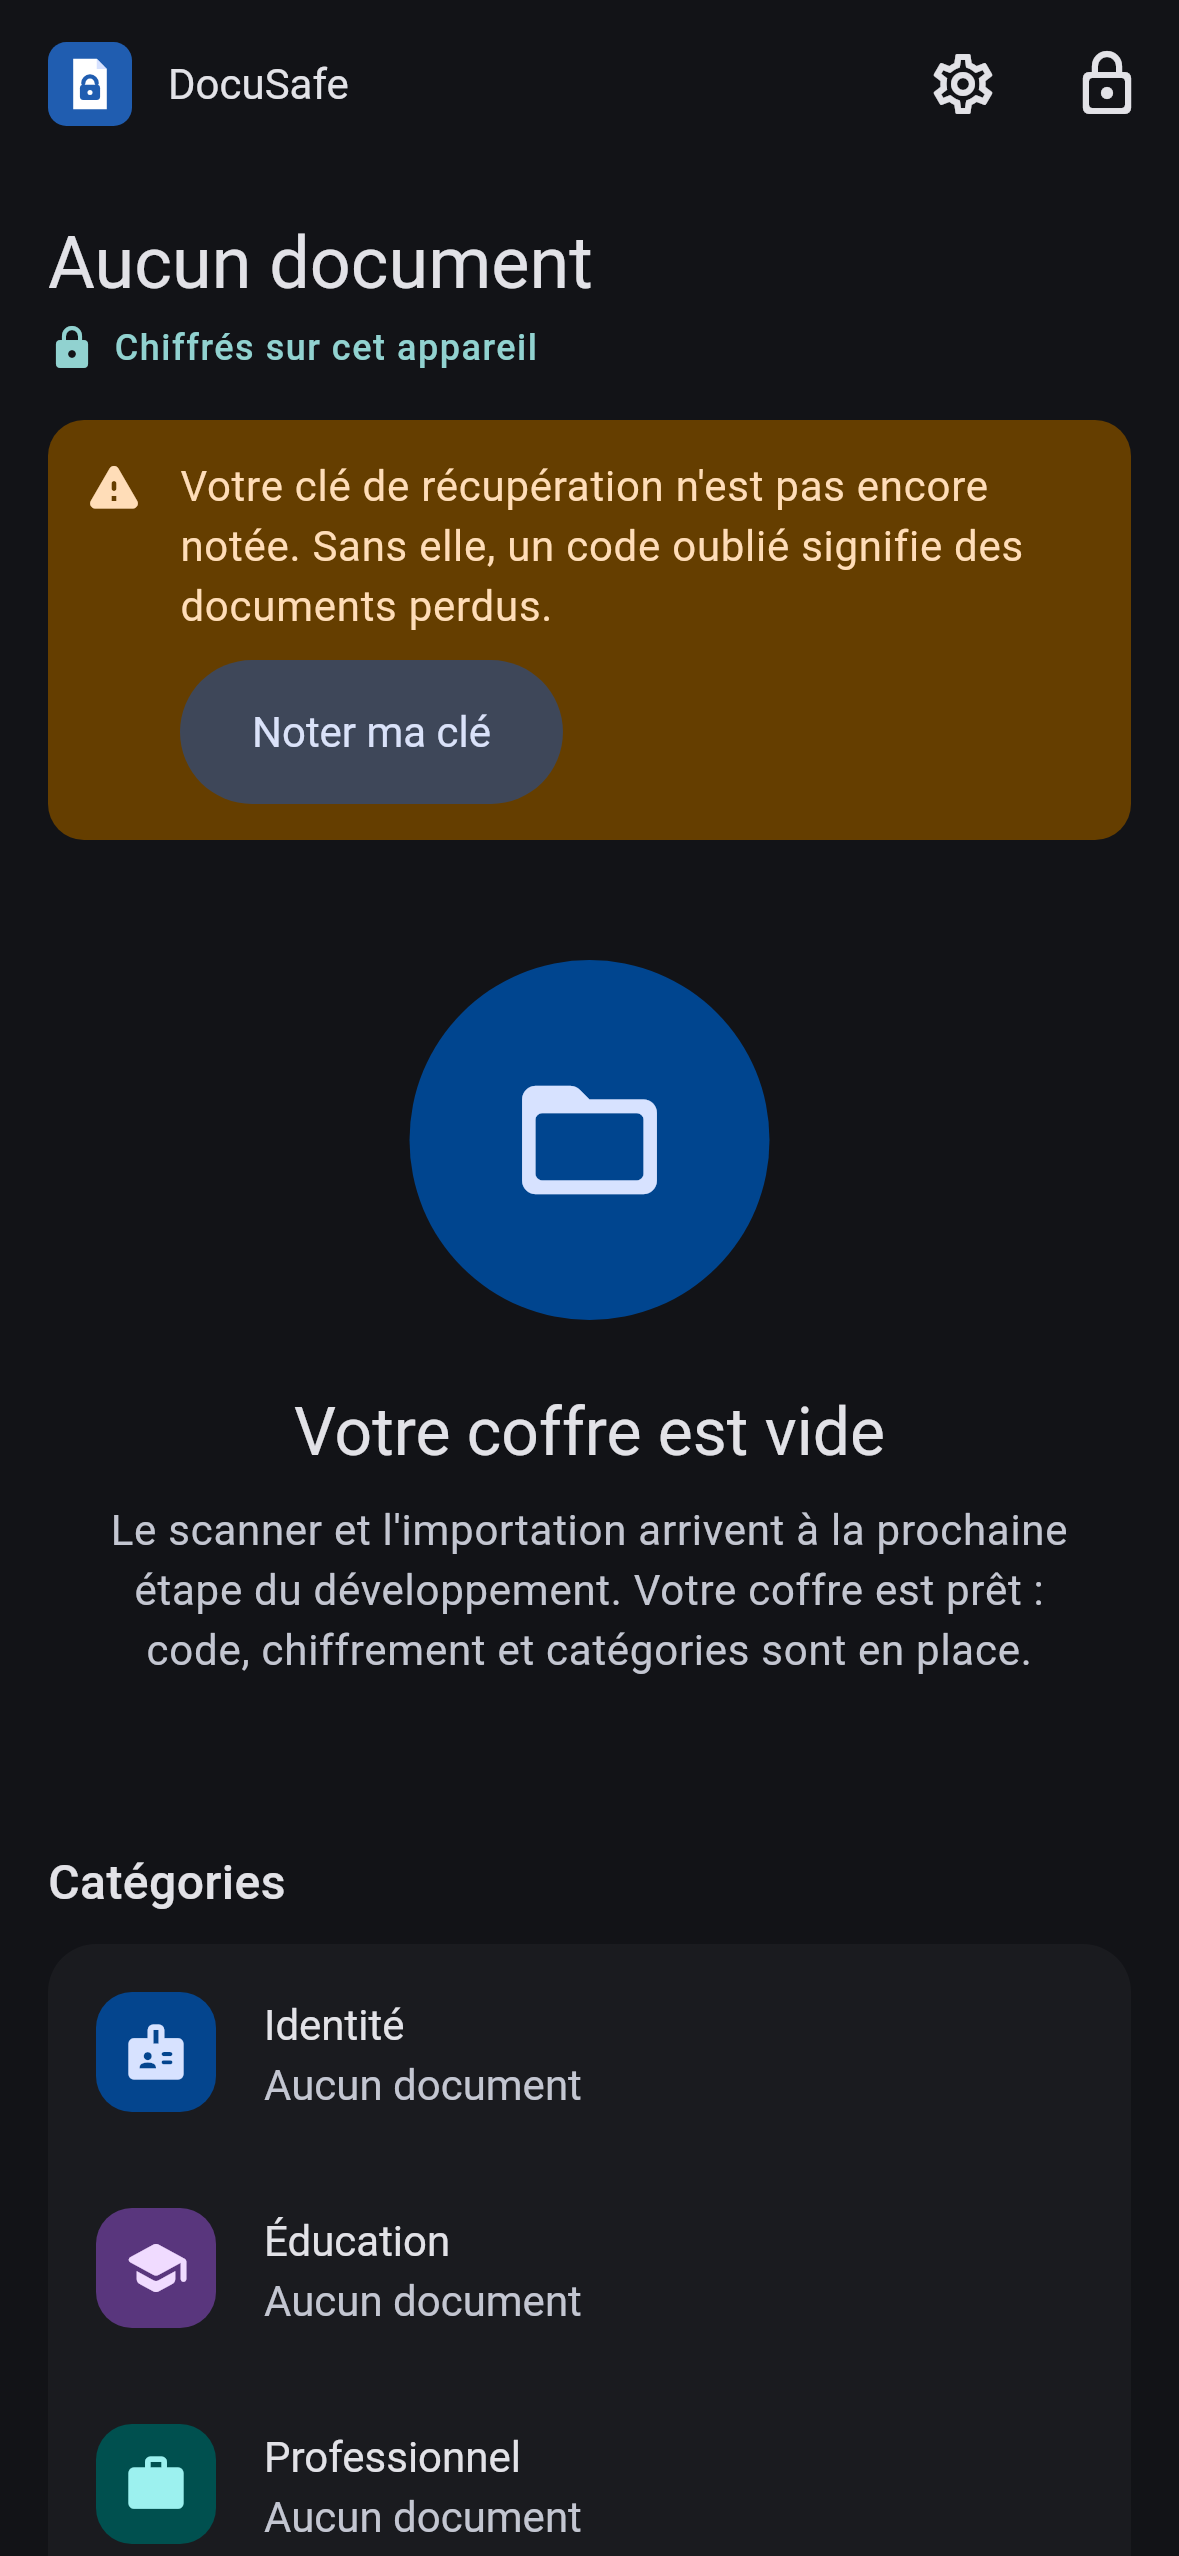 DocuSafe
Aucun document
Chiffrés sur cet appareil
Votre clé de récupération n'est pas encore
notée. Sans elle, un code oublié signifie des
documents perdus.
Noter ma clé
Votre coffre est vide
Le scanner et l'importation arrivent à la prochaine
étape du développement. Votre coffre est prêt :
code, chiffrement et catégories sont en place.
Catégories
Identité
Aucun document
Éducation
Aucun document
Professionnel
Aucun document